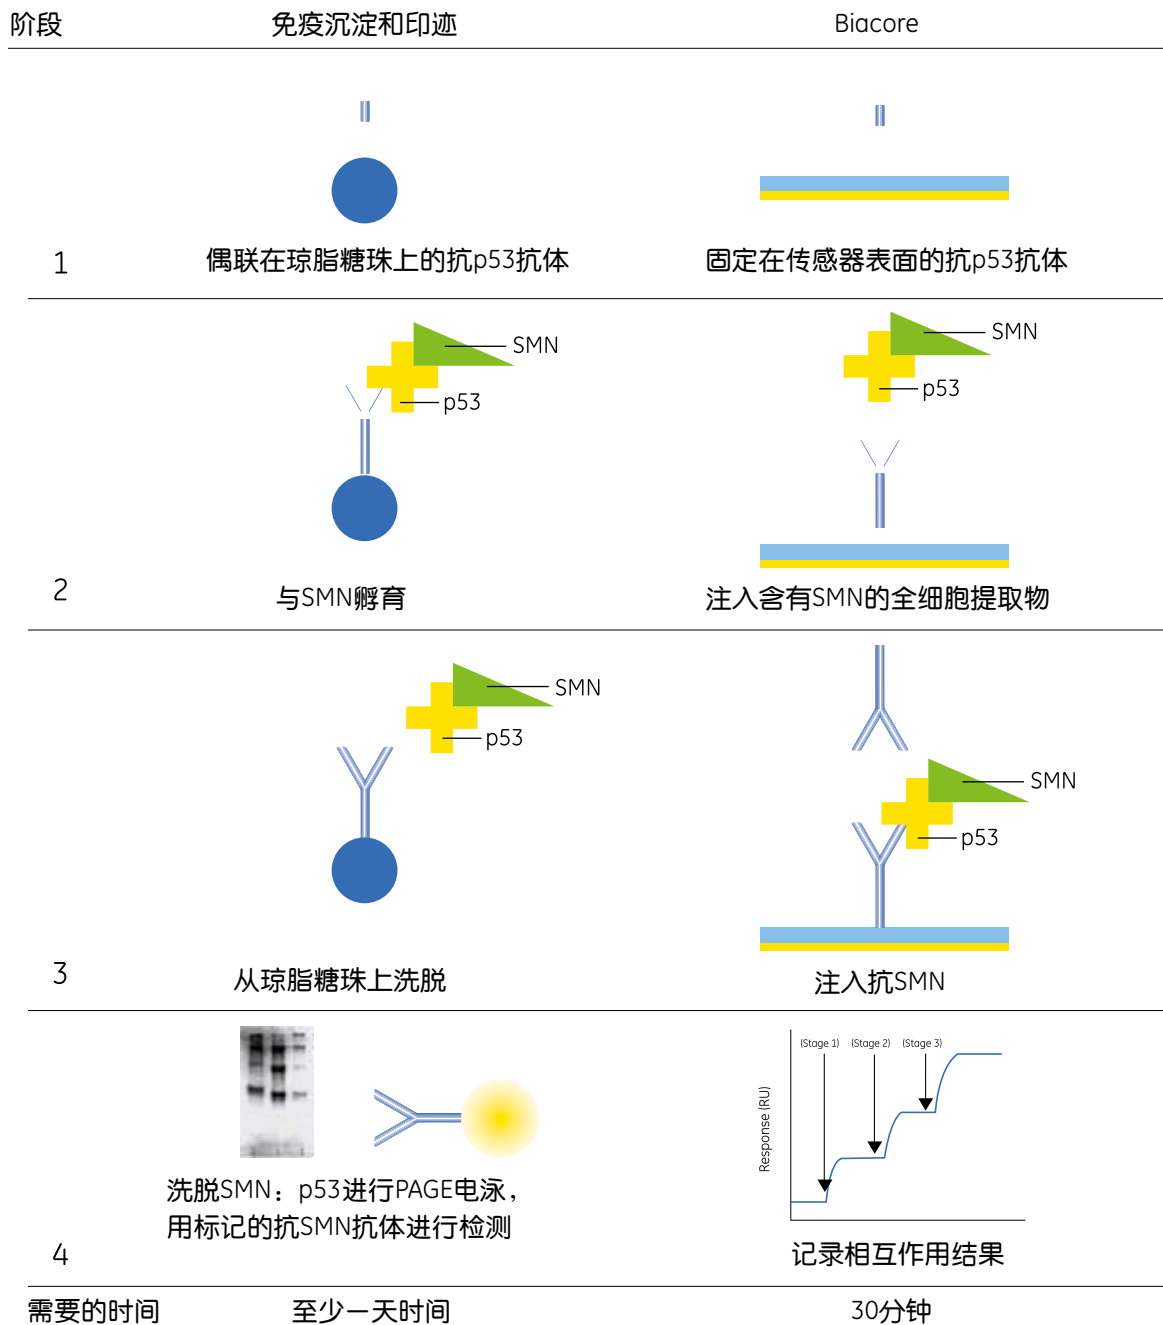 阶段 免疫沉淀和印迹 Biacore
1 偶联在琼脂糖珠上的抗p53抗体 固定在传感器表面的抗p53抗体
SMN
p53
SMN
p53
2 与SMN孵育 注入含有SMN的全细胞提取物
SMN
p53
SMN
p53
3 从琼脂糖珠上洗脱 注入抗SMN
(Stage 1) (Stage 2) (Stage 3)
Response (RU)
洗脱SMN：p53进行PAGE电泳，
用标记的抗SMN抗体进行检测
4 记录相互作用结果
需要的时间 至少一天时间 30分钟